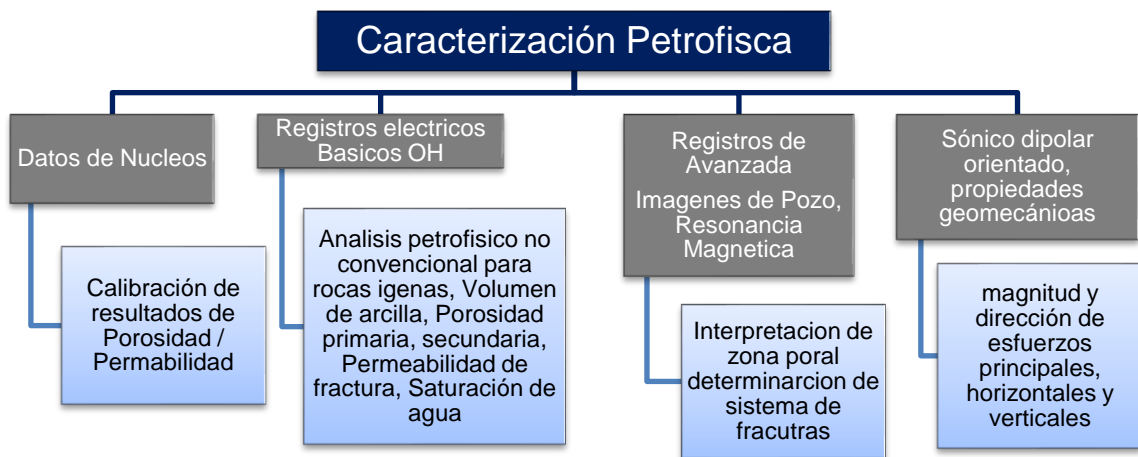 Caracterización Petrofisca
Datos de Nucleos
Calibración de
resultados de
Porosidad /
Permabilidad
Registros electricos
Basicos OH
Analisis petrofisico no
convencional para
rocas igenas, Volumen
de arcilla, Porosidad
primaria, secundaria,
Permeabilidad de
fractura, Saturación de
agua
Registros de
Avanzada
Imagenes de Pozo,
Resonancia
Magnetica
Interpretacion de
zona poral
determinarcion de
sistema de
fracutras
Sónico dipolar
orientado,
propiedades
geomecánioas
magnitud y
dirección de
esfuerzos
principales,
horizontales y
verticales